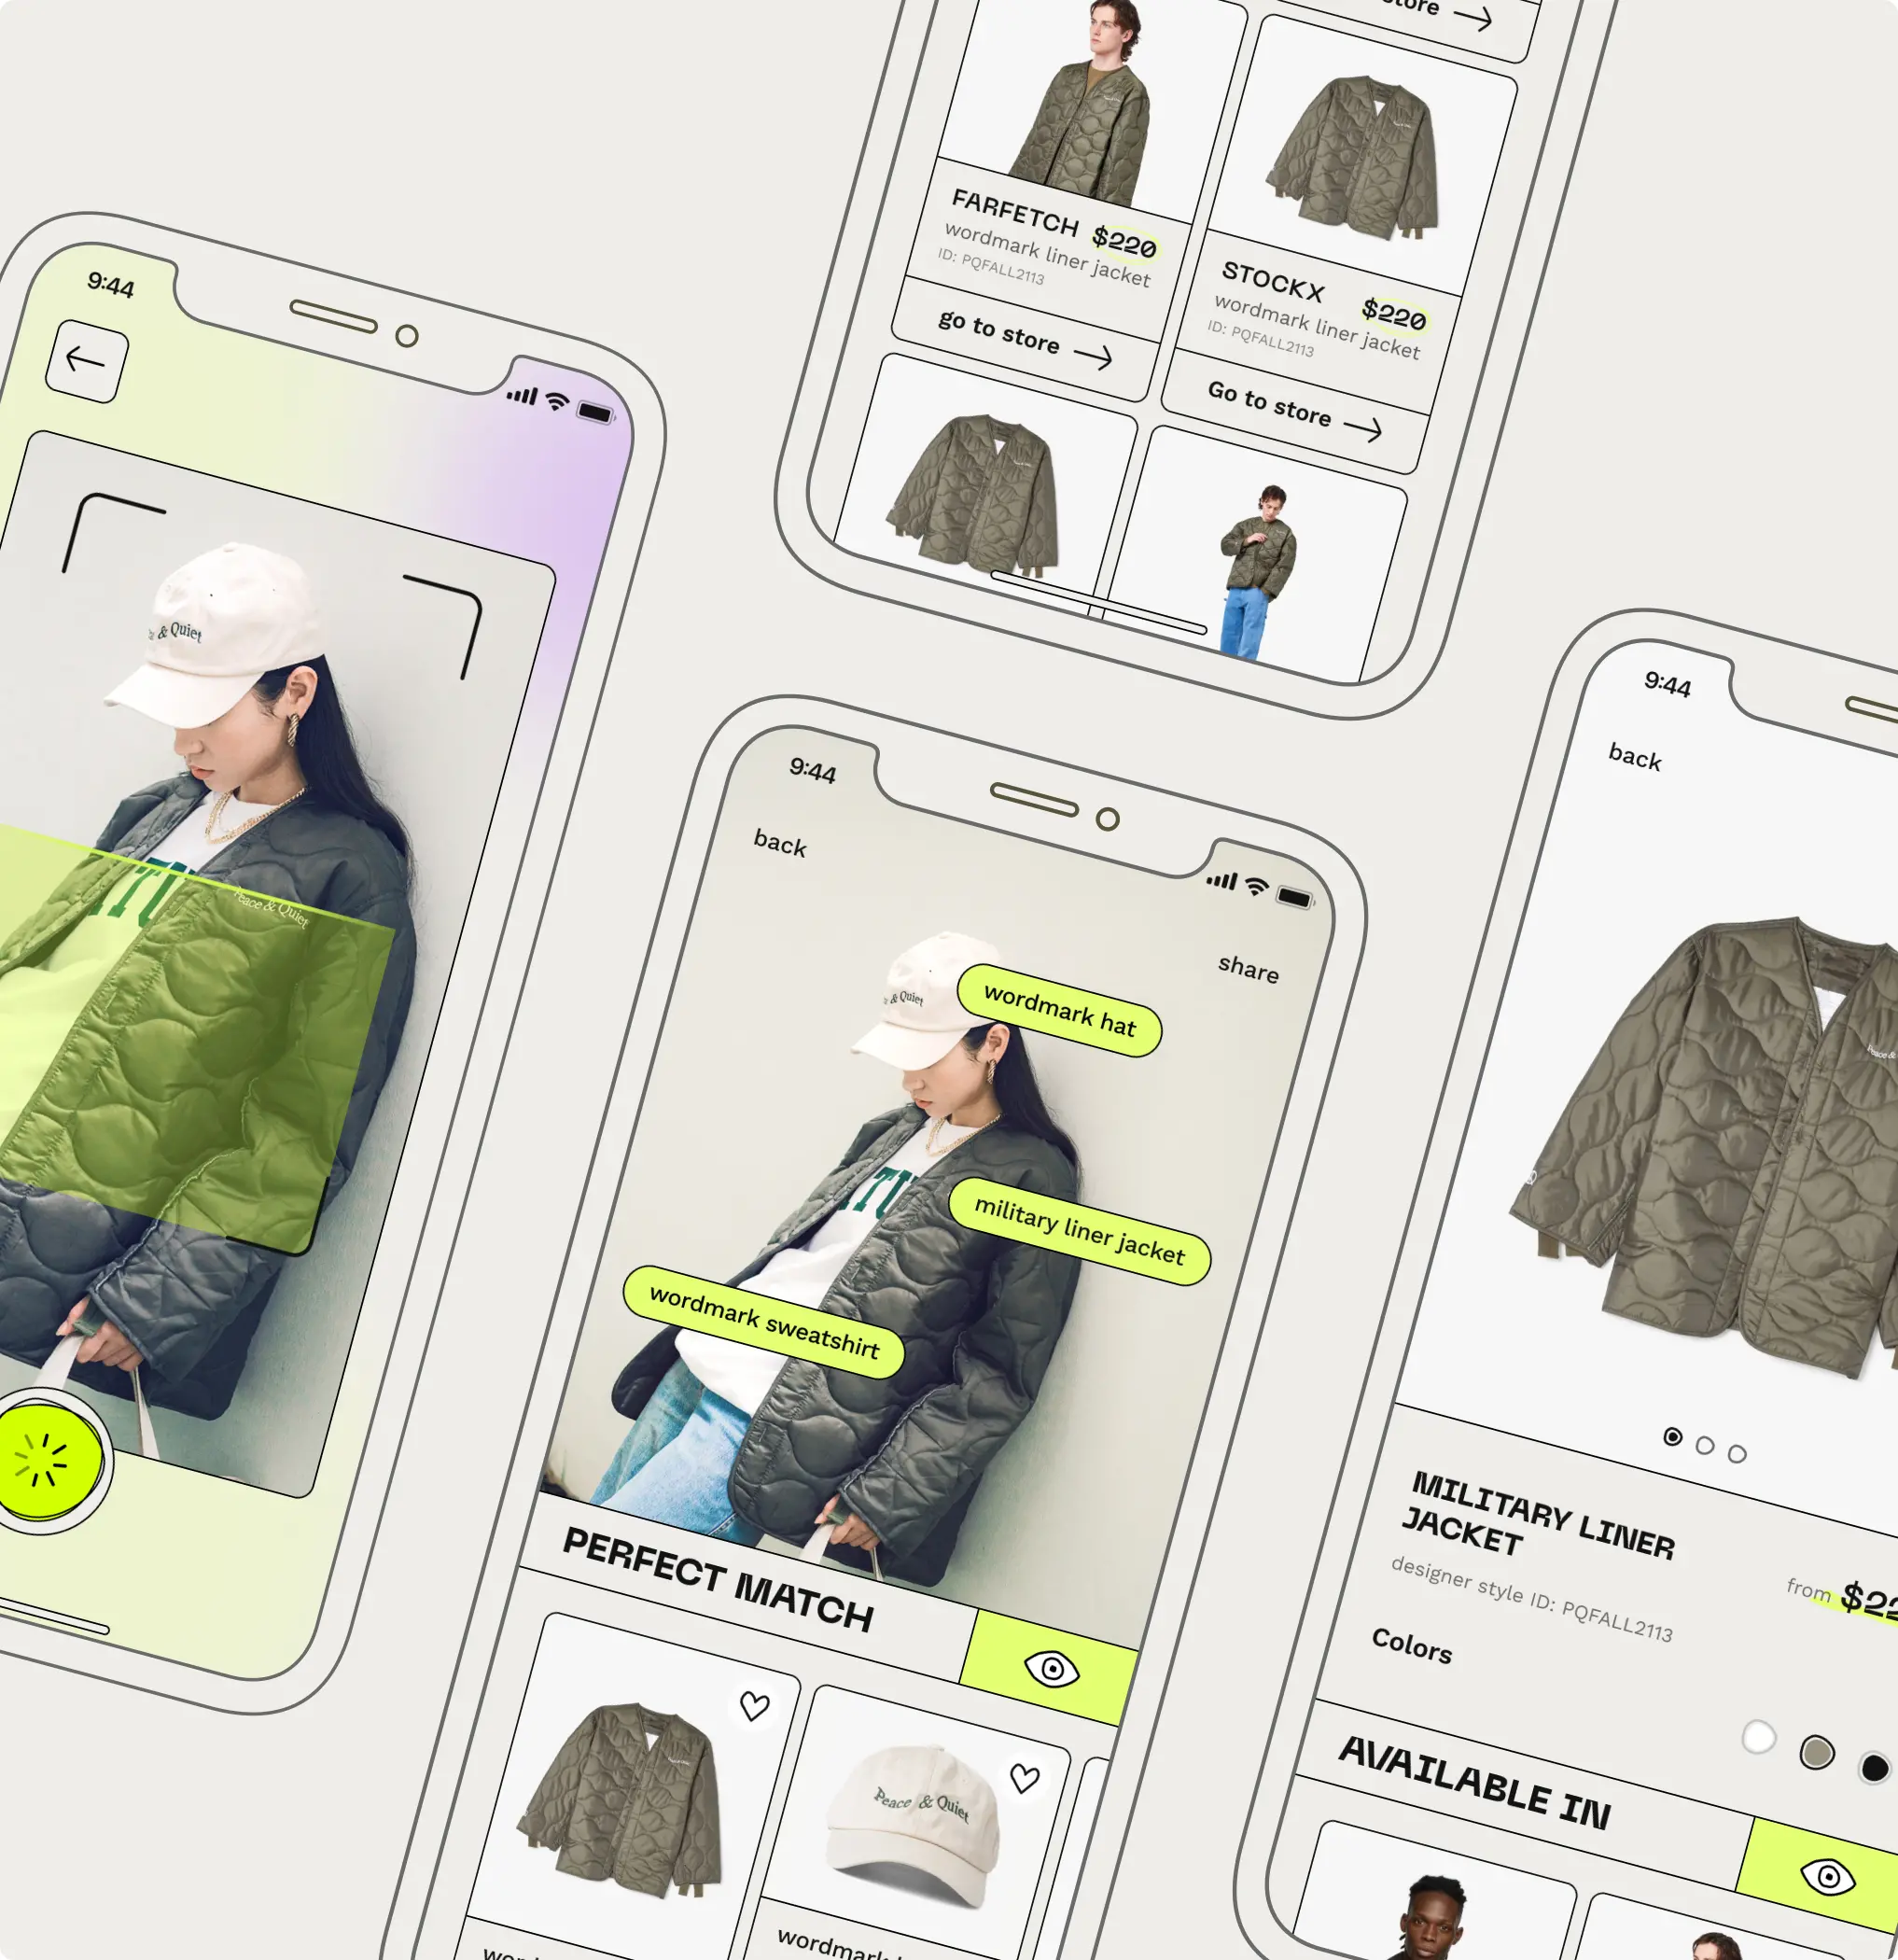 9:44
& Quiet
Peace & Quiet
store
FARFETCH $220
wordmark liner jacket
ID: PQFALL2113
go to store
STOCKX $220
wordmark liner jacket
ID: PQFALL2113
Go to store
9:44
back
share
& Quiet
wordmark hat
military liner jacket
wordmark sweatshirt
PERFECT MATCH
Peace & Quiet
wordmark
9:44
back
Peace &
MILITARY LINER
JACKET
designer style ID: PQFALL2113
from
Colors
AVAILABLE IN